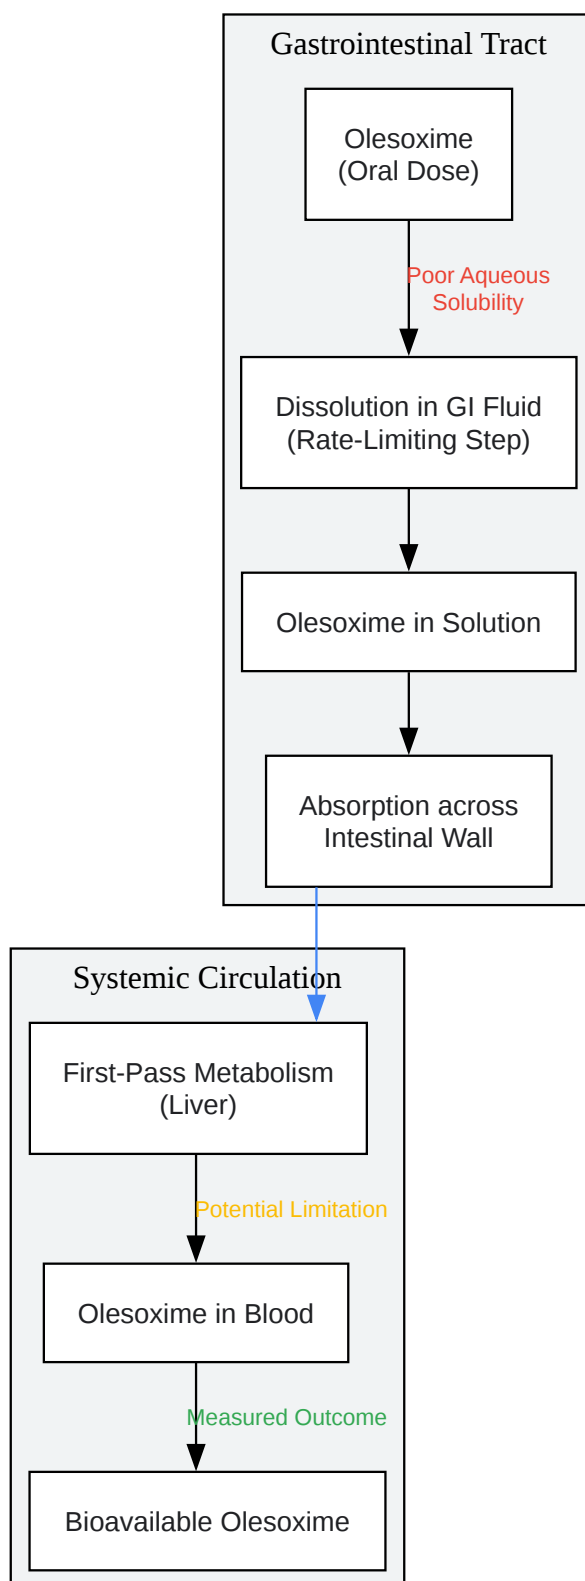 Gastrointestinal Tract
Olesoxime
(Oral Dose)
Poor Aqueous
Solubility
Dissolution in GI Fluid
(Rate-Limiting Step)
Olesoxime in Solution
Absorption across
Intestinal Wall
Systemic Circulation
First-Pass Metabolism
(Liver)
Potential Limitation
Olesoxime in Blood
Measured Outcome
Bioavailable Olesoxime